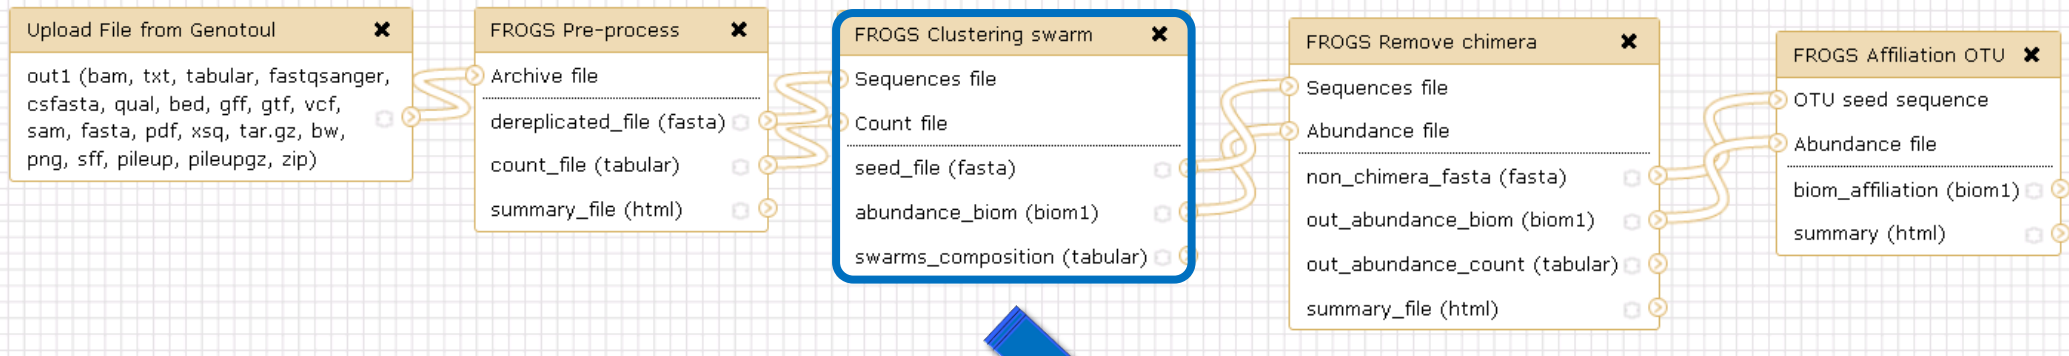 Upload File from Genotoul
out1 (bam, txt, tabular, fastqsanger,
csfasta, qual, bed, gff, gtf, vcf,
sam, fasta, pdf, xsq, tar.gz, bw,
png, sff, pileup, pileupgz, zip)
FROGS Pre-process
Archive file
dereplicated_file (fasta)
count_file (tabular)
summary_file (html)
FROGS Clustering swarm
Sequences file
Count file
seed_file (fasta)
abundance_biom (biom1)
swarms_composition (tabular)
FROGS Remove chimera
Sequences file
Abundance file
non_chimera_fasta (fasta)
out_abundance_biom (biom1)
out_abundance_count (tabular)
summary_file (html)
FROGS Affiliation OTU
OTU seed sequence
Abundance file
biom_affiliation (biom1)
summary (html)